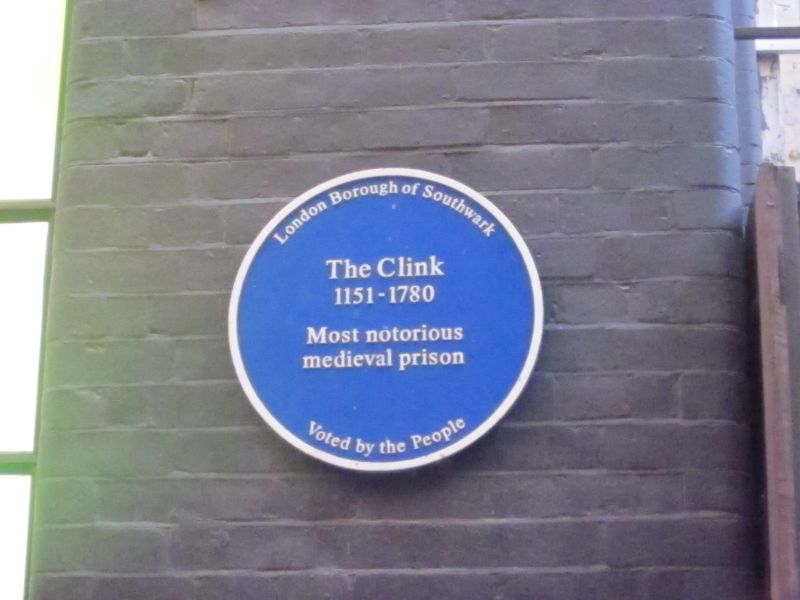 London Borough of Southwark
The Clink
1151-1780
Most notorious
medieval prison
Voted by the People